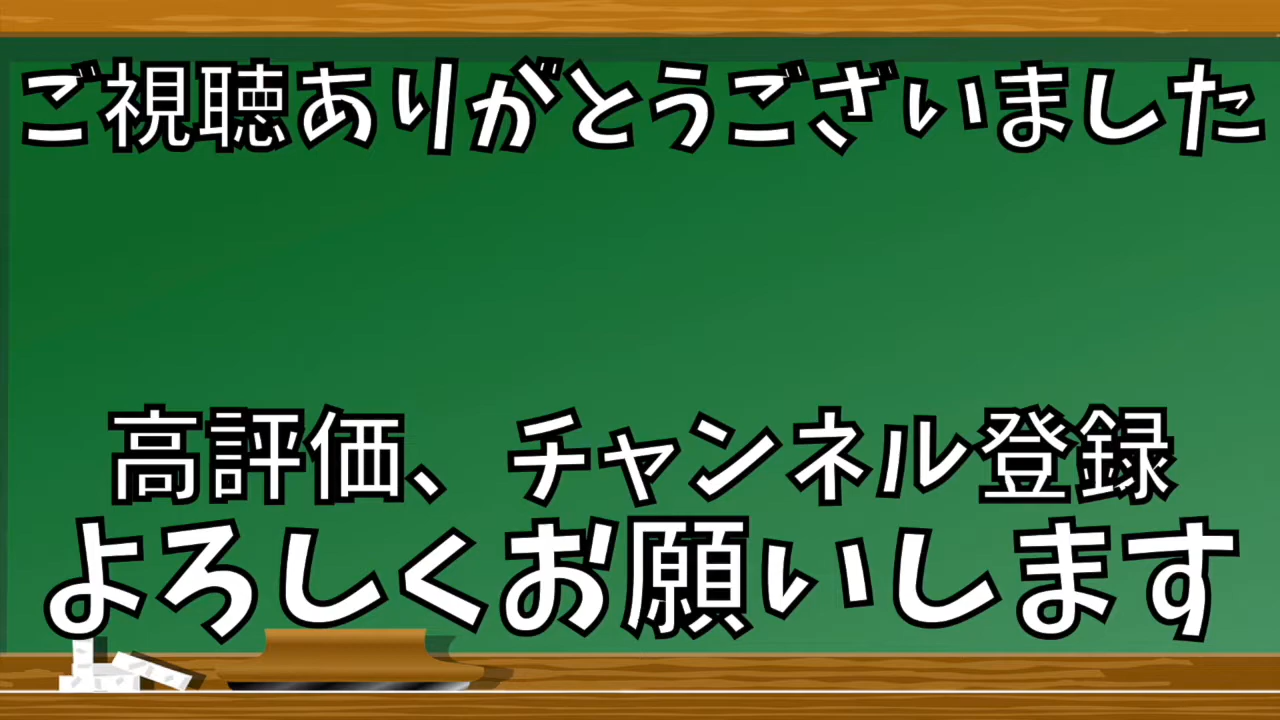 ご視聴ありがとうございました
高評価、チャンネル登録
よろしくお願いします